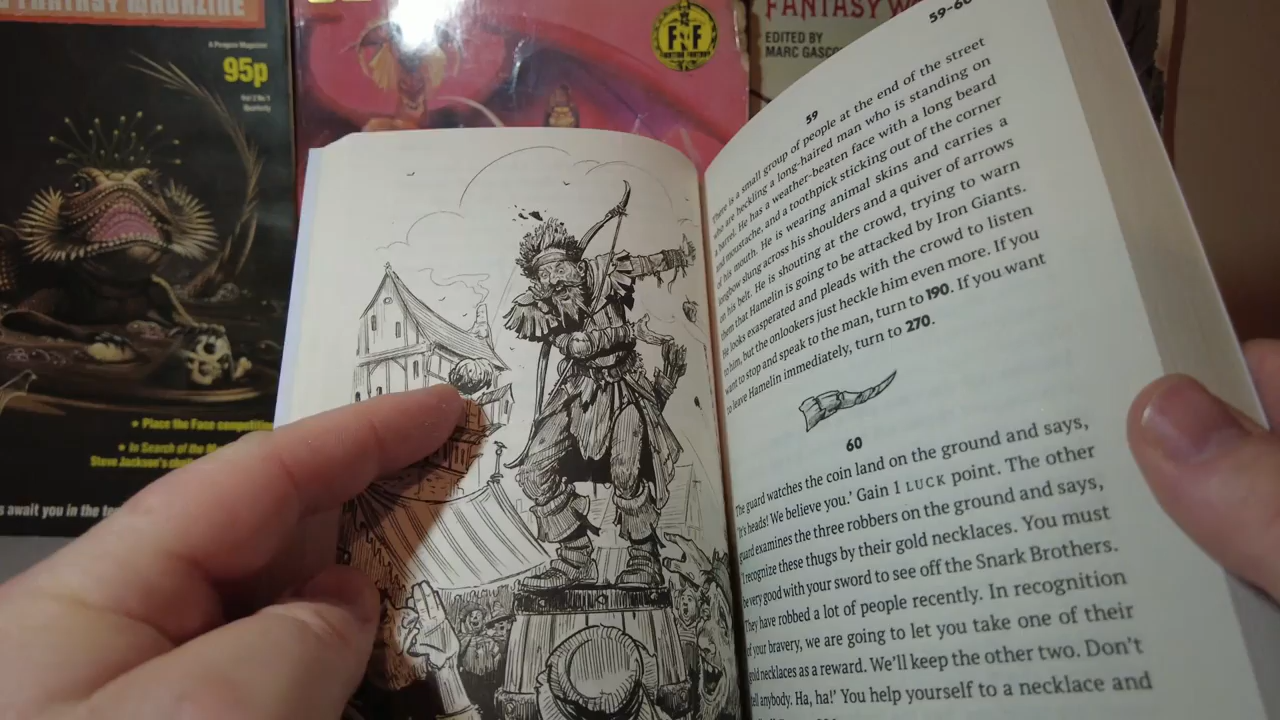 FANTASY MAGAZINE
A Penguin Magazine
95p
Vol 2 No 1
Quarterly
★ Place the Face competition
★ In Search of the
Steve Jackson's
s await you in the
FF
FANTASY
EDITED BY
MARC GASCO
59-60
59
There is a small group of people at the end of the street
who are heckling a long-haired man who is standing on
a barrel. He has a weather-beaten face with a long beard
and moustache, and a toothpick sticking out of the corner
of his mouth. He is wearing animal skins and carries a
longbow slung across his shoulders and a quiver of arrows
on his belt. He is shouting at the crowd, trying to warn
them that Hamelin is going to be attacked by Iron Giants.
He looks exasperated and pleads with the crowd to listen
to him, but the onlookers just heckle him even more. If you
want to stop and speak to the man, turn to 190. If you want
to leave Hamelin immediately, turn to 270.
60
The guard watches the coin land on the ground and says,
'It's heads! We believe you.' Gain 1 LUCK point. The other
guard examines the three robbers on the ground and says,
'I recognize these thugs by their gold necklaces. You must
be very good with your sword to see off the Snark Brothers.
They have robbed a lot of people recently. In recognition
of your bravery, we are going to let you take one of their
gold necklaces as a reward. We'll keep the other two. Don't
tell anybody. Ha, ha!' You help yourself to a necklace and